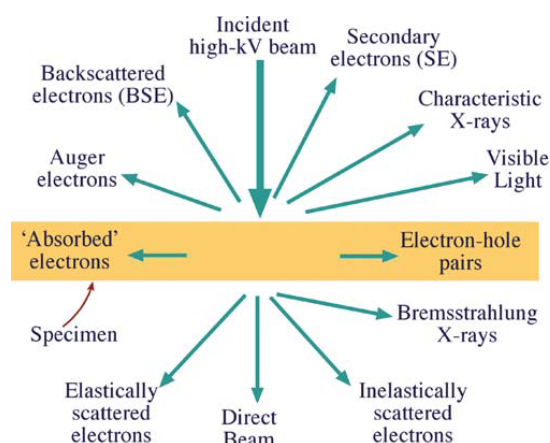 Incident
high-kV beam
Secondary
electrons (SE)
Backscattered
electrons (BSE)
Characteristic
X-rays
Auger
electrons
Visible
Light
‘Absorbed’
electrons
Electron-hole
pairs
Specimen
Bremsstrahlung
X-rays
Elastically
scattered
electrons
Direct
Beam
Inelastically
scattered
electrons